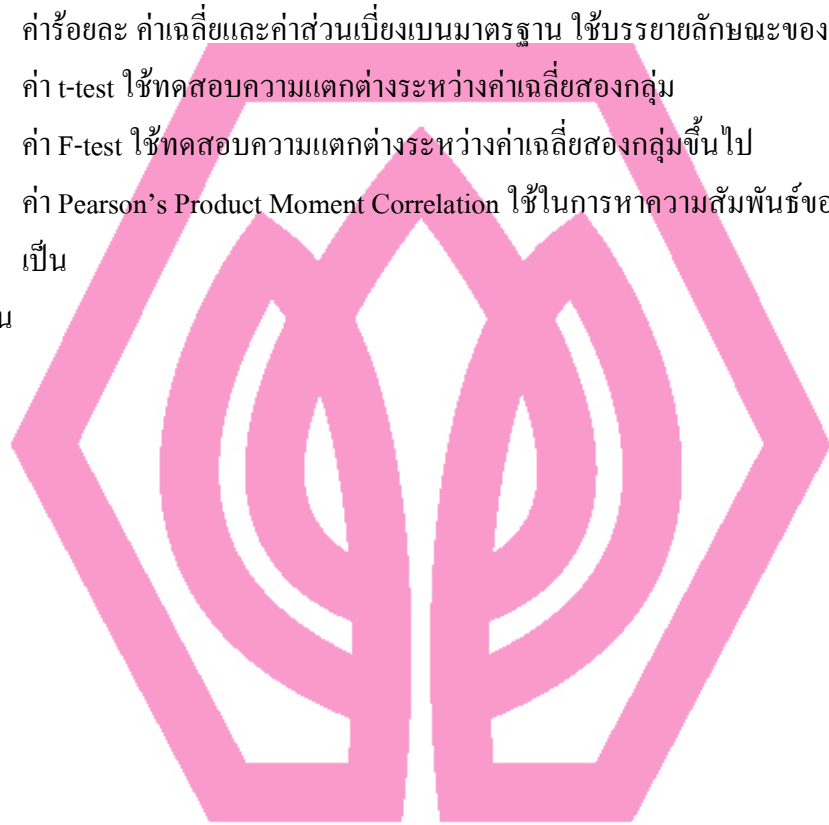 ค่าร้อยละ ค่าเฉลี่ยและค่าส่วนเบี่ยงเบนมาตรฐาน ใช้บรรยายลักษณะของ
ค่า t-test ใช้ทดสอบความแตกต่างระหว่างค่าเฉลี่ยสองกลุ่ม
ค่า F-test ใช้ทดสอบความแตกต่างระหว่างค่าเฉลี่ยสองกลุ่มขึ้นไป
ค่า Pearson’s Product Moment Correlation ใช้ในการหาความสัมพันธ์ขอ
เป็น
น